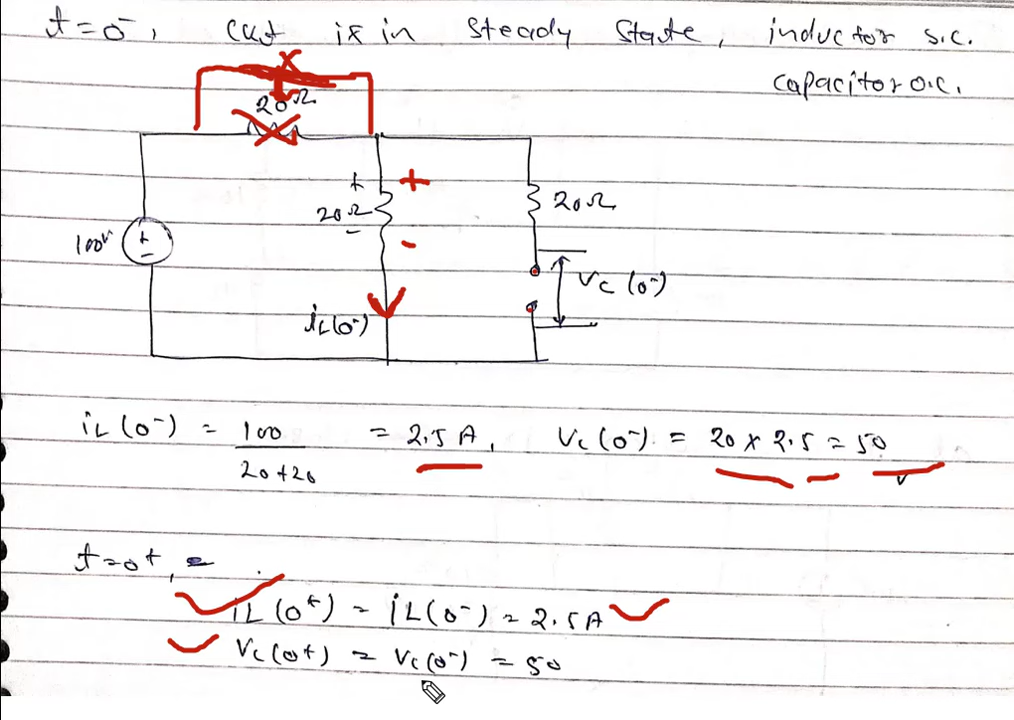 t=0⁻, Ckt is in Steady State, inductor s.c.
capacitor o.c.
20Ω
+ +
20Ω 20Ω
- -
100V + -
Vc (0⁻)
iL(0⁻)
iL (0⁻) = 100 / 20+20 = 2.5 A, Vc (0⁻) = 20 x 2.5 = 50 V
t=0+, =
iL (0⁺) = iL(0⁻) = 2.5A
Vc (0+) = Vc (0⁻) = 50